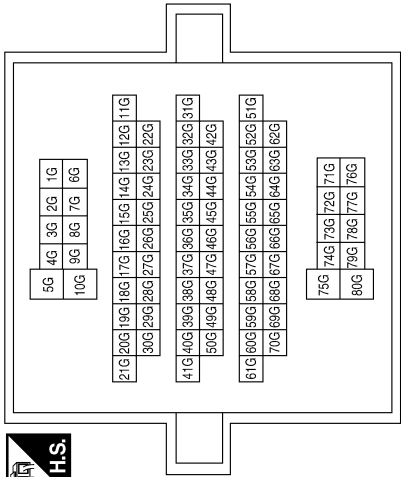 H.S.
5G 4G 3G 2G 1G
10G 9G 8G 7G 6G
21G 20G 19G 18G 17G 16G 15G 14G 13G 12G 11G
30G 29G 28G 27G 26G 25G 24G 23G 22G
41G 40G 39G 38G 37G 36G 35G 34G 33G 32G 31G
50G 49G 48G 47G 46G 45G 44G 43G 42G
61G 60G 59G 58G 57G 56G 55G 54G 53G 52G 51G
70G 69G 68G 67G 66G 65G 64G 63G 62G
75G 74G 73G 72G 71G
80G 79G 78G 77G 76G